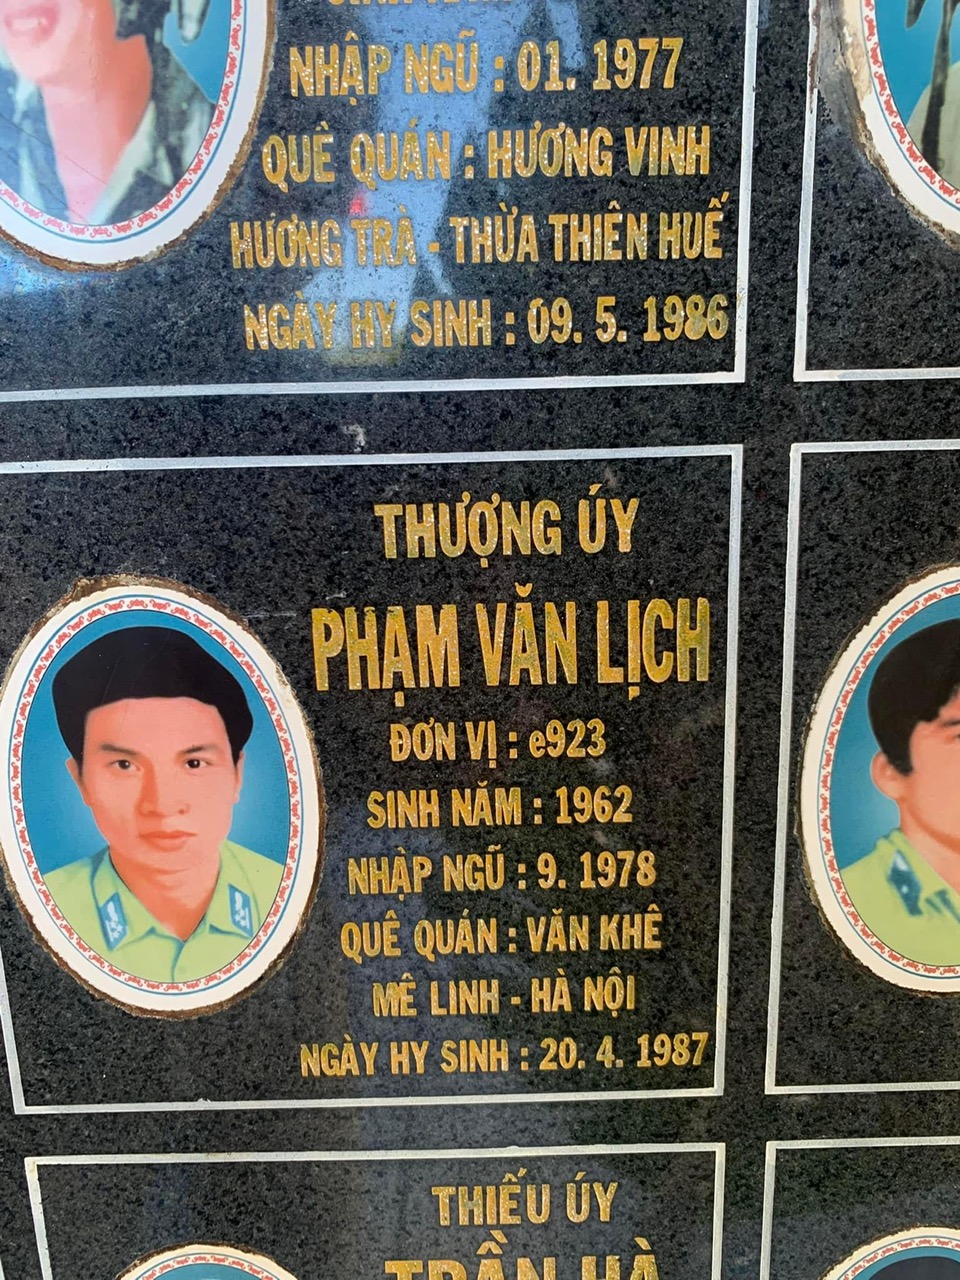 NHẬP NGŨ : 01. 1977
QUÊ QUÁN : HƯƠNG VINH
HƯƠNG TRÀ - THỪA THIÊN HUẾ
NGÀY HY SINH : 09. 5. 1986
THƯỢNG ÚY
PHẠM VĂN LỊCH
ĐƠN VỊ : e923
SINH NĂM : 1962
NHẬP NGŨ : 9. 1978
QUÊ QUÁN : VĂN KHÊ
MÊ LINH - HÀ NỘI
NGÀY HY SINH : 20. 4. 1987
THIẾU ÚY
TRẦN HÀ